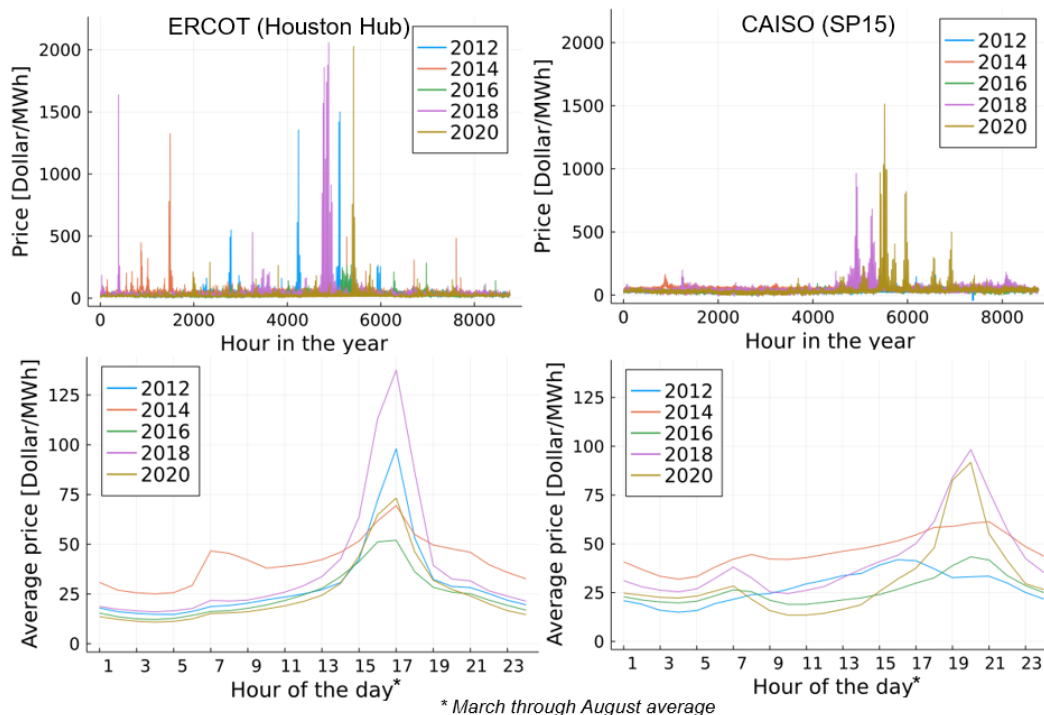 ERCOT (Houston Hub)
Price [Dollar/MWh]
2000
1500
1000
500
0
2012
2014
2016
2018
2020
0 2000 4000 6000 8000
Hour in the year
CAISO (SP15)
Price [Dollar/MWh]
2000
1500
1000
500
0
2012
2014
2016
2018
2020
0 2000 4000 6000 8000
Hour in the year
Average price [Dollar/MWh]
125
100
75
50
25
0
2012
2014
2016
2018
2020
1 3 5 7 9 11 13 15 17 19 21 23
Hour of the day*
Average price [Dollar/MWh]
125
100
75
50
25
0
2012
2014
2016
2018
2020
1 3 5 7 9 11 13 15 17 19 21 23
Hour of the day*
* March through August average